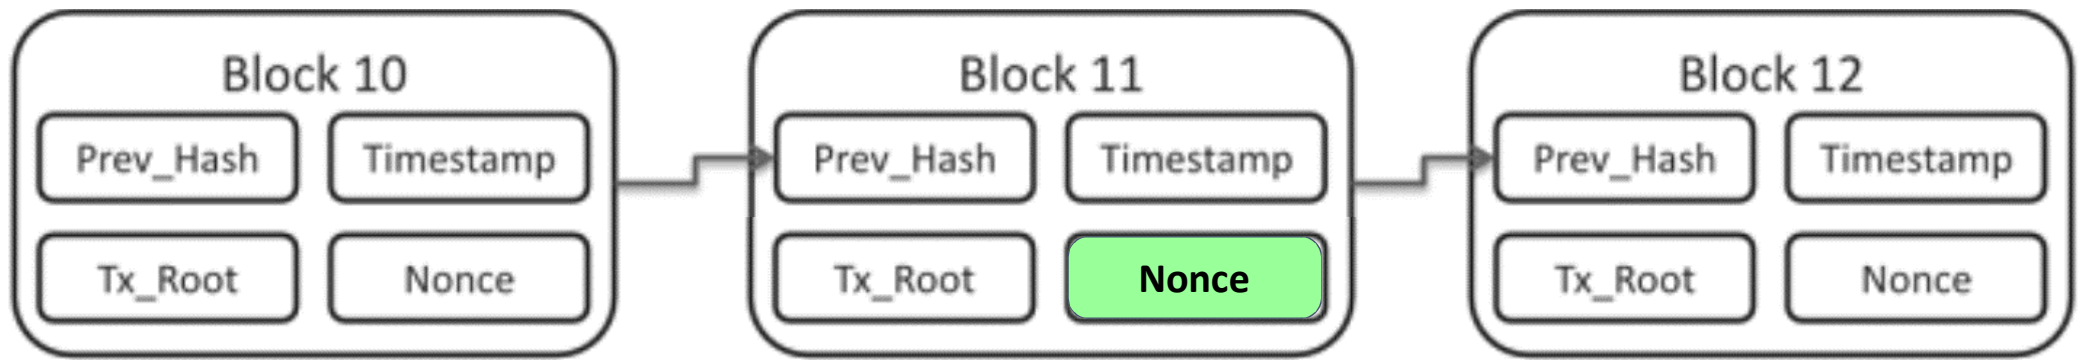 Block 10
Prev_Hash Timestamp
Tx_Root Nonce
Block 11
Prev_Hash Timestamp
Tx_Root Nonce
Block 12
Prev_Hash Timestamp
Tx_Root Nonce